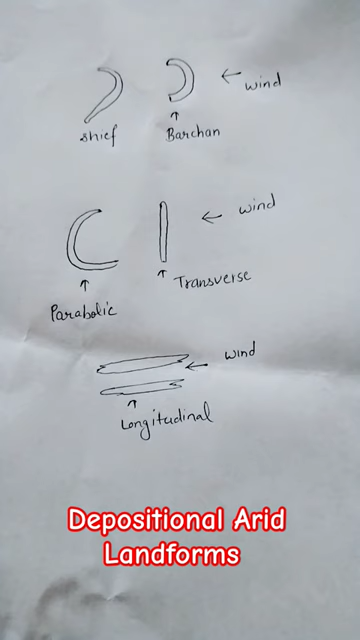 wind
shief
Barchan
wind
Transverse
Parabolic
wind
Longitudinal
Depositional Arid
Landforms